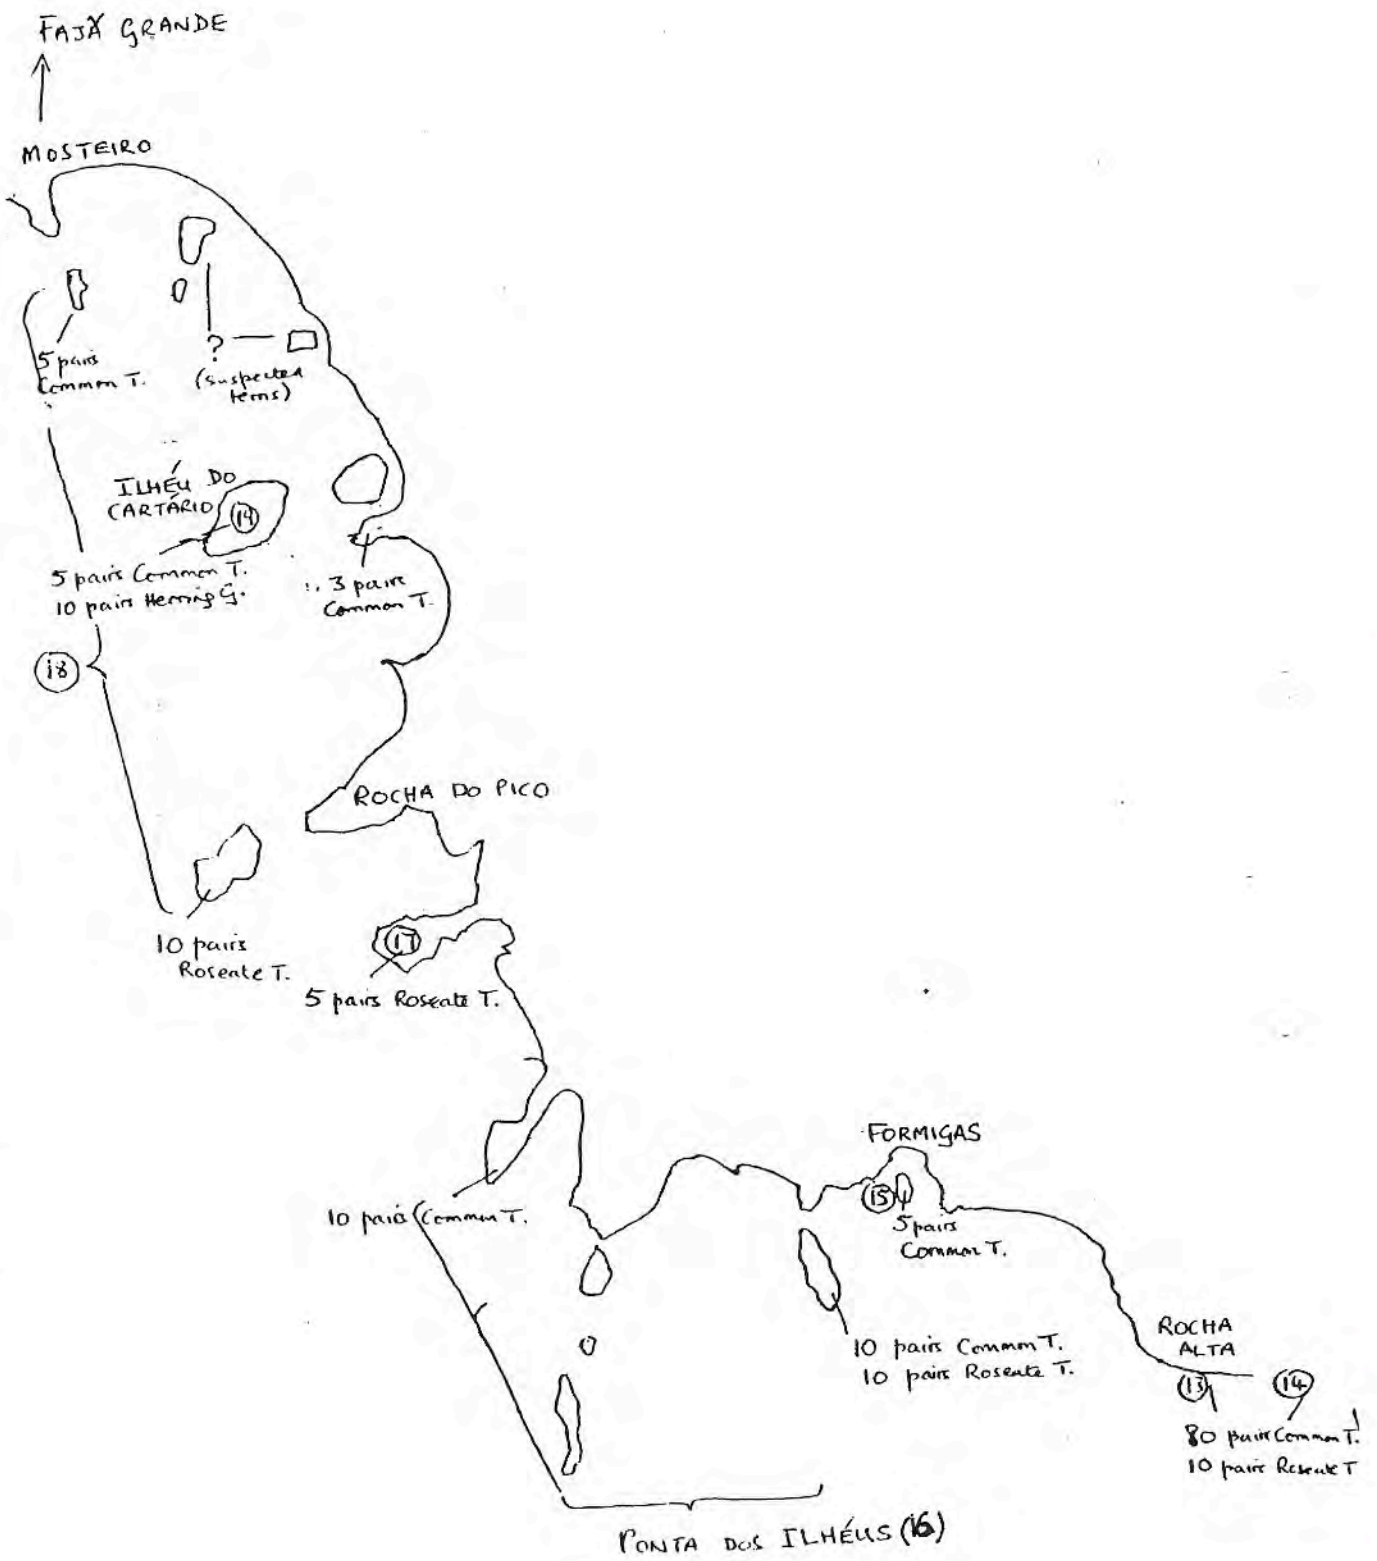 FAJÃ GRANDE
MOSTEIRO
5 pairs
Common T.
?
(suspected
terns)
ILHÉU DO
CARTÁRIO
19
5 pairs Common T.
10 pairs Herring G.
3 pairs
Common T.
18
ROCHA DO PICO
10 pairs
Roseate T.
17
5 pairs Roseate T.
FORMIGAS
15
5 pairs
Common T.
10 pairs Common T.
10 pairs Common T.
10 pairs Roseate T.
ROCHA
ALTA
13
14
80 pairs Common T.
10 pairs Roseate T
PONTA DOS ILHÉUS (16)